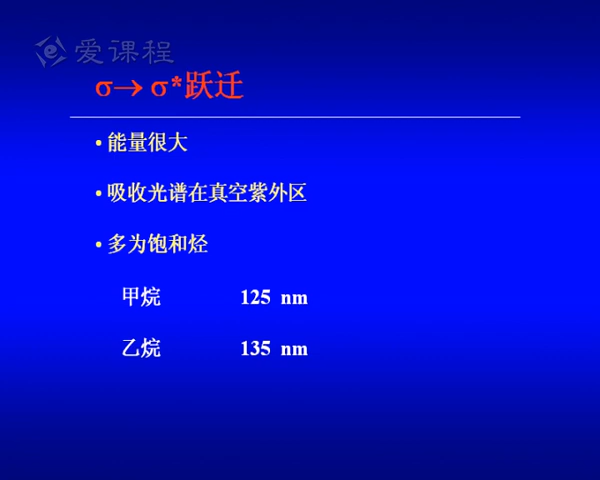 爱课程
σ→ σ*跃迁
• 能量很大
• 吸收光谱在真空紫外区
• 多为饱和烃
甲烷 125 nm
乙烷 135 nm